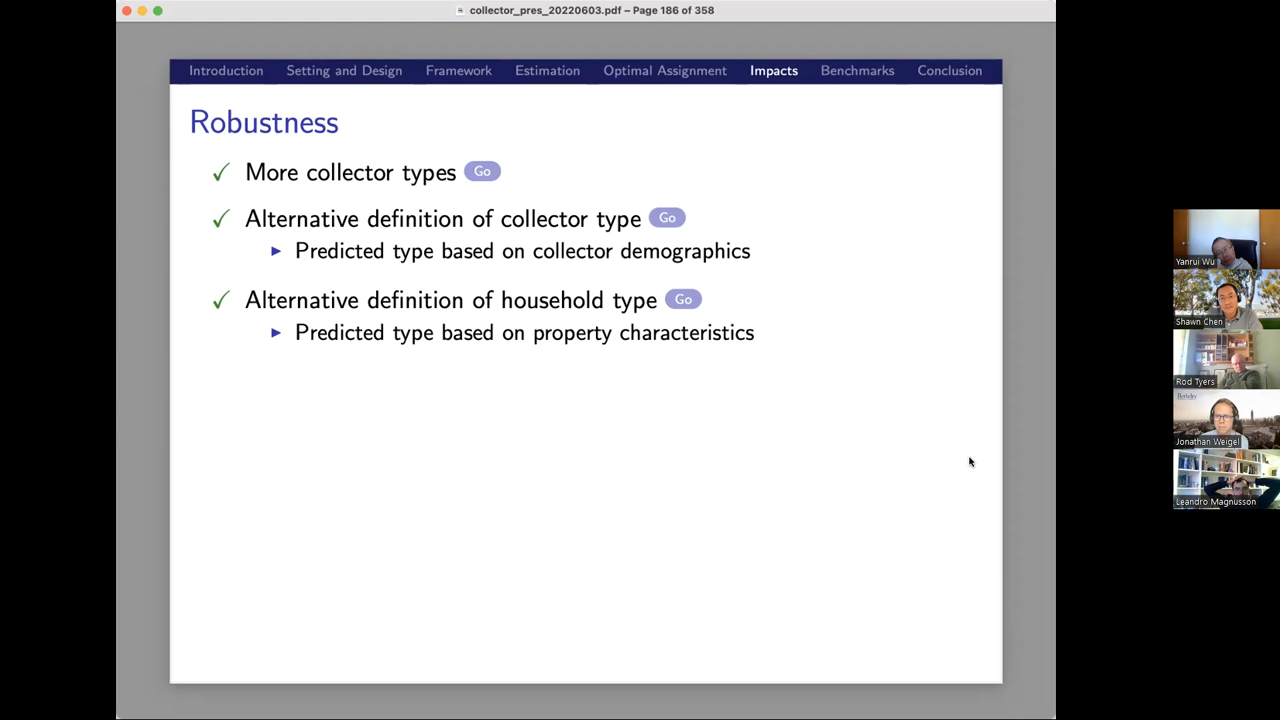 collector_pres_20220603.pdf – Page 186 of 358
Introduction Setting and Design Framework Estimation Optimal Assignment Impacts Benchmarks Conclusion
Robustness
✓ More collector types Go
✓ Alternative definition of collector type Go
▶ Predicted type based on collector demographics
✓ Alternative definition of household type Go
▶ Predicted type based on property characteristics
Yanrui Wu
Shawn Chen
Rod Tyers
Berkeley
Jonathan Weigel
Leandro Magnusson